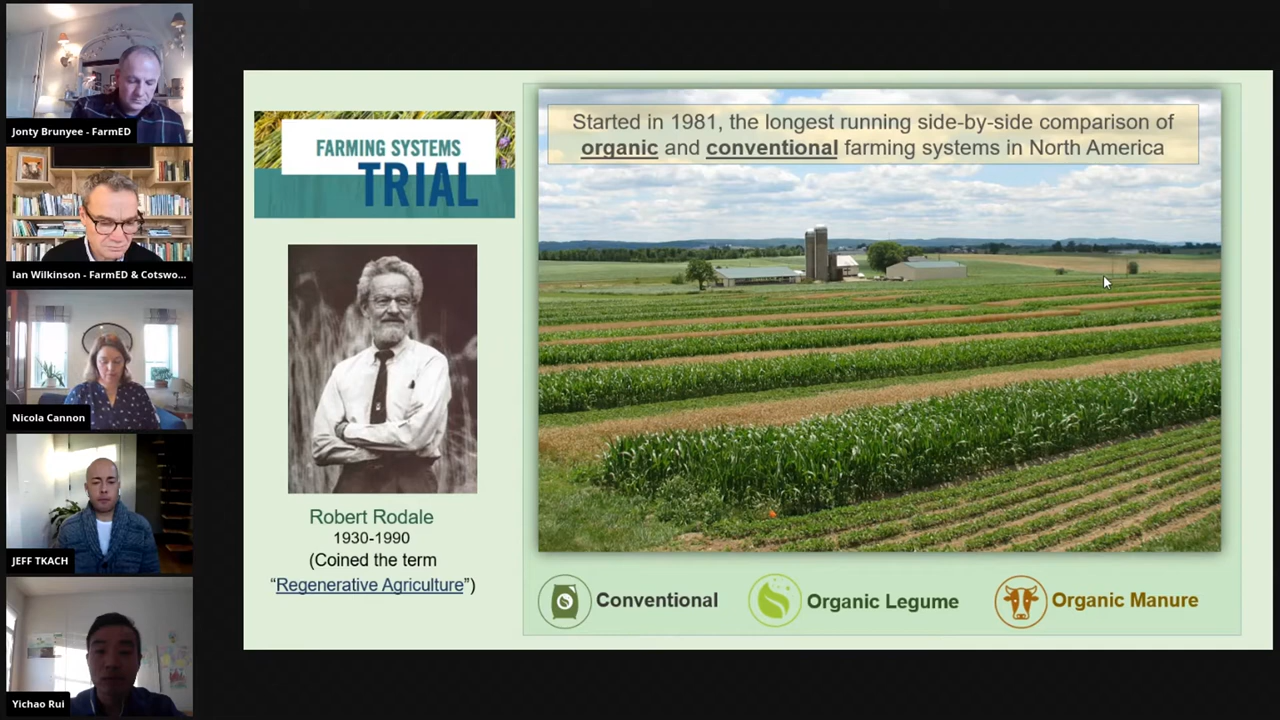 Jonty Brunyee - FarmED
Ian Wilkinson - FarmED & Cotswo...
Nicola Cannon
JEFF TKACH
Yichao Rui
FARMING SYSTEMS
TRIAL
Robert Rodale
1930-1990
(Coined the term
“Regenerative Agriculture”)
Started in 1981, the longest running side-by-side comparison of
organic and conventional farming systems in North America
Conventional
Organic Legume
Organic Manure